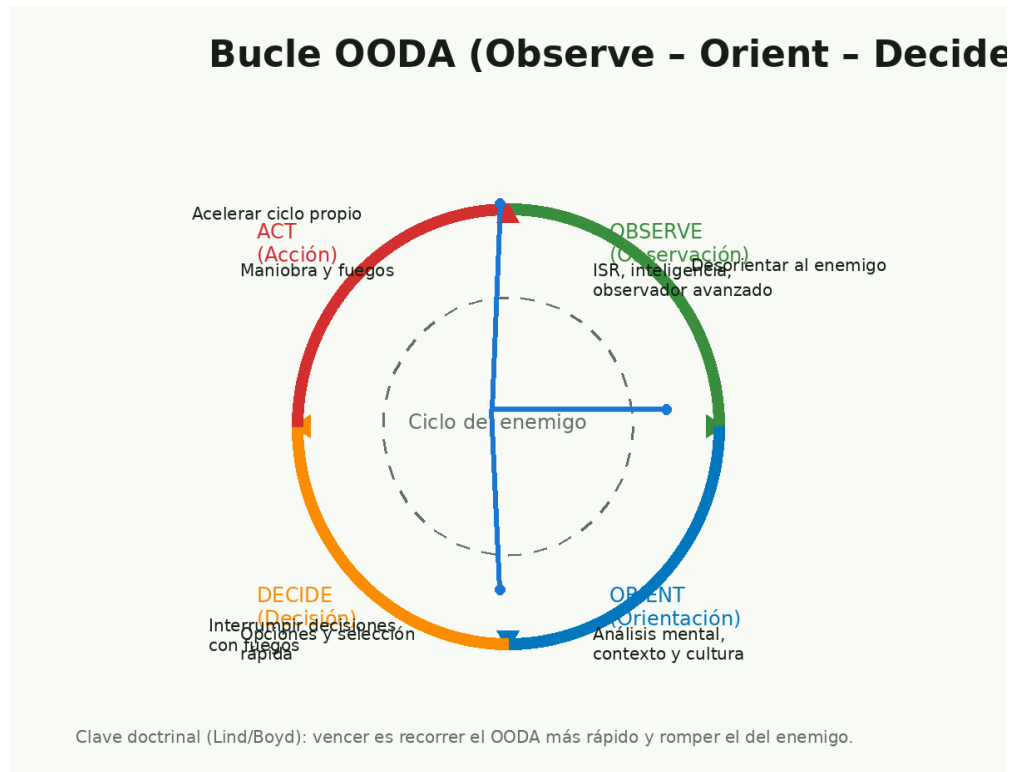 Bucle OODA (Observe – Orient – Decide
Acelerar ciclo propio
ACT
(Acción)
Maniobra y fuegos
OBSERVE
(Observación)
Desorientar al enemigo
ISR, inteligencia,
observador avanzado
Ciclo del enemigo
DECIDE
(Decisión)
Interrumpir decisiones
con fuegos
Opciones y selección
rápida
ORIENT
(Orientación)
Análisis mental,
contexto y cultura
Clave doctrinal (Lind/Boyd): vencer es recorrer el OODA más rápido y romper el del enemigo.